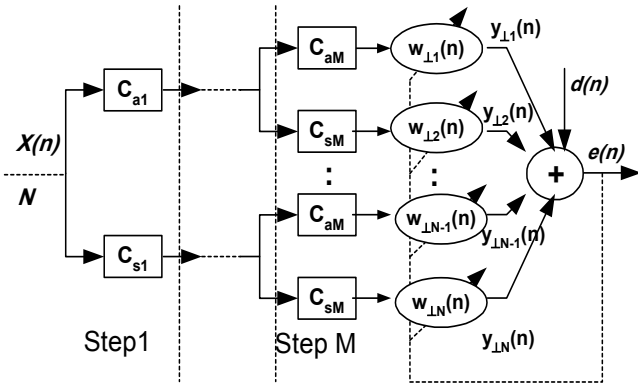 C_aM
w_⊥1(n)
y_⊥1(n)
C_a1
d(n)
X(n)
C_sM
w_⊥2(n)
y_⊥2(n)
e(n)
+
N
:
:
C_aM
w_⊥N-1(n)
y_⊥N-1(n)
C_s1
C_sM
w_⊥N(n)
Step1
Step M
y_⊥N(n)